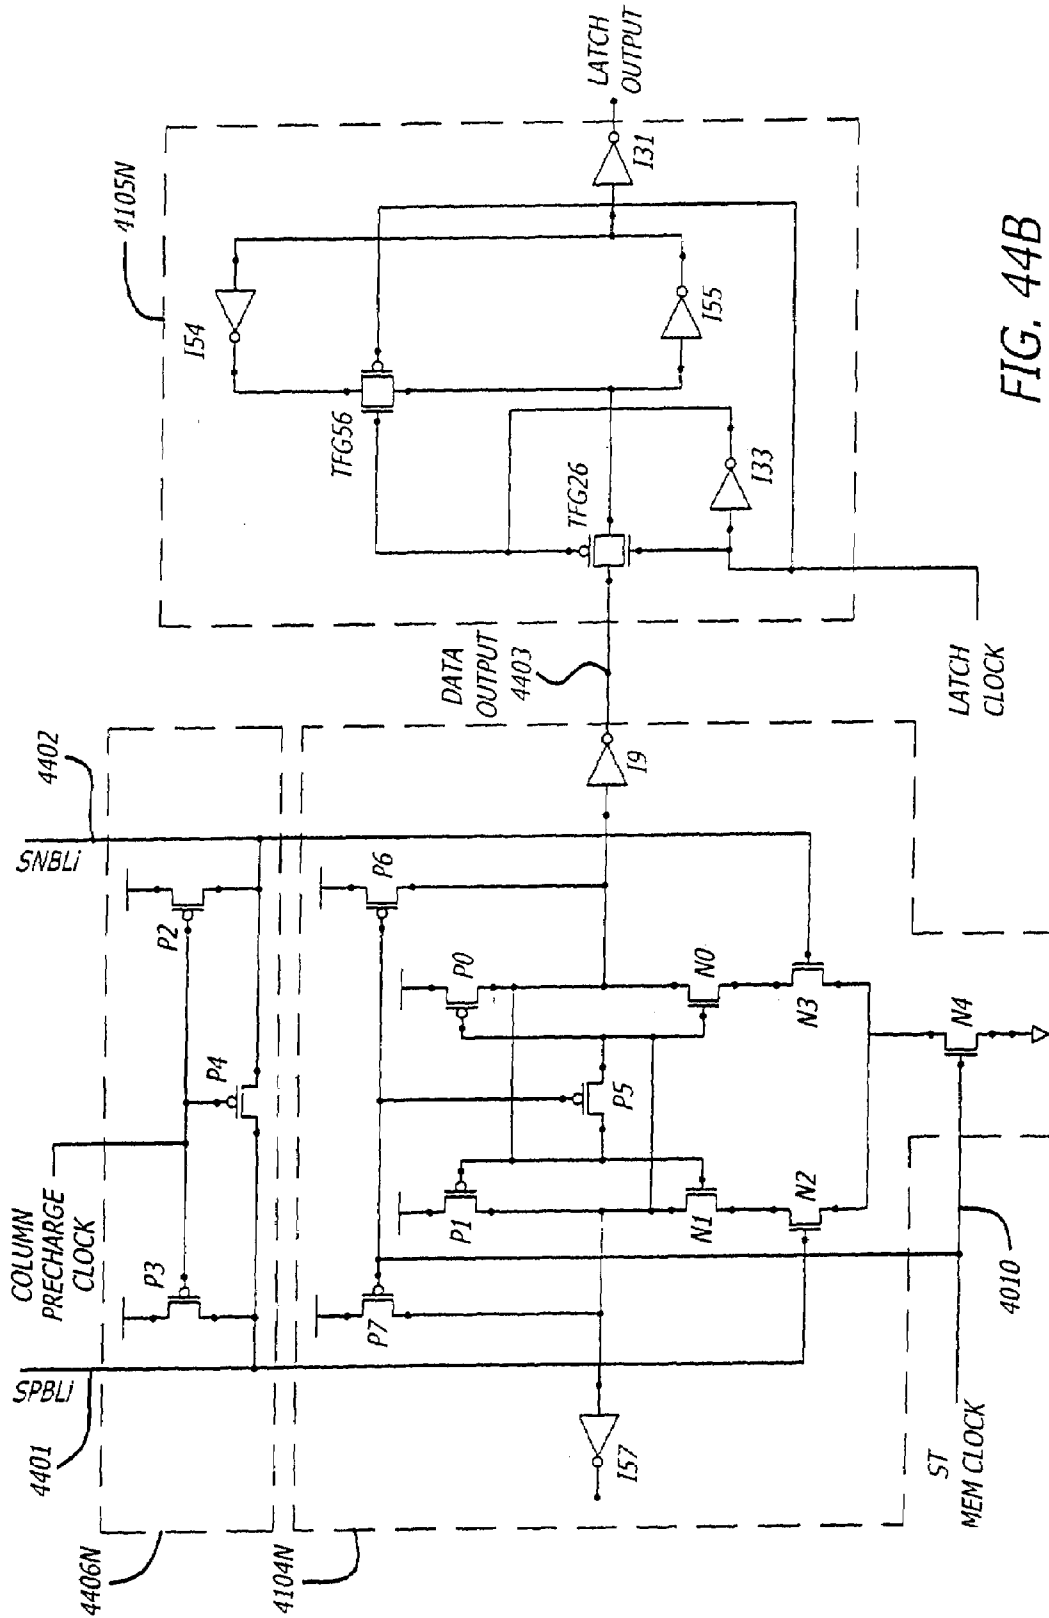 4401
SPBLi
COLUMN
PRECHARGE
CLOCK
SNBLi
4402
4406N
P3
P4
P2
4104N
P7
P1
P0
P6
P5
N1
N0
N2
N3
N4
I57
I9
ST
MEM CLOCK
4010
DATA
OUTPUT
4403
4105N
I54
TFG56
TFG26
I33
I55
I31
LATCH
OUTPUT
LATCH
CLOCK
FIG. 44B